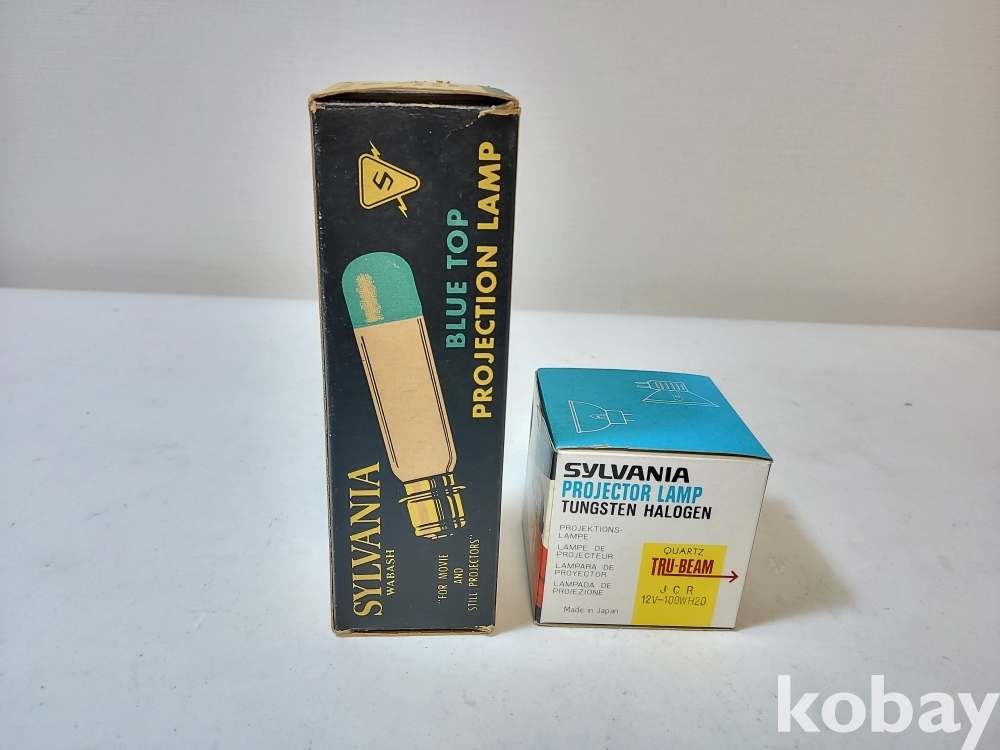 S
BLUE TOP
PROJECTION LAMP
SYLVANIA
WABASH
"FOR MOVIE
AND
STILL PROJECTORS"
SYLVANIA
PROJECTOR LAMP
TUNGSTEN HALOGEN
PROJEKTIONS-
LAMPE
LAMPE DE
PROJECTEUR
LAMPARA DE
PROYECTOR
LAMPADA DE
PROIEZIONE
Made in Japan
QUARTZ
TRU-BEAM
J C R
12V-100WH20
kobay